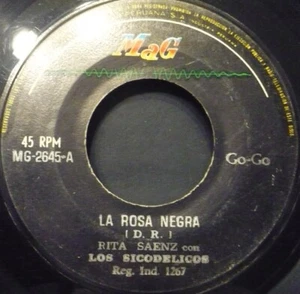 MaG
45 RPM
MG-2645-A
Go-Go
LA ROSA NEGRA
( D. R. )
RITA SAENZ con
LOS SICODELICOS
Reg. Ind. 1267